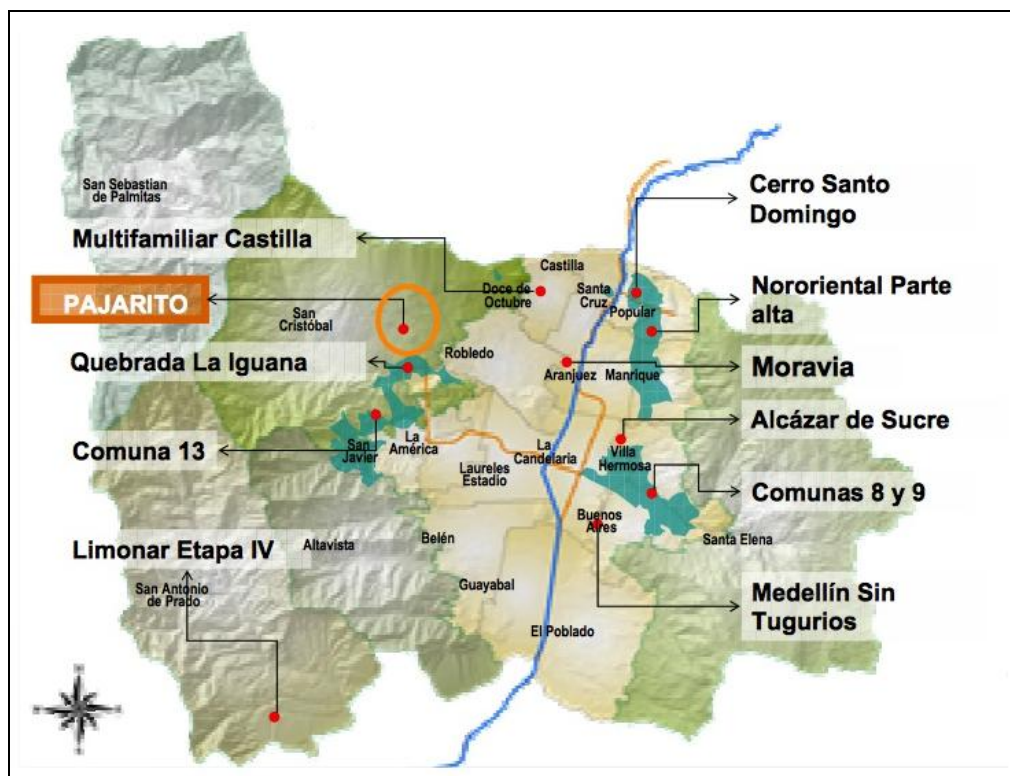 San Sebastian
de Palmitas
Multifamiliar Castilla
PAJARITO
San
Cristóbal
Quebrada La Iguana
Comuna 13
Limonar Etapa IV
San Antonio
de Prado
Altavista
San
Javier
La
América
Robledo
Doce de
Octubre
Castilla
Santa
Cruz
Popular
Aranjuez
Manrique
La
Candelaria
Laureles
Estadio
Villa
Hermosa
Buenos
Aires
Belén
Guayabal
El Poblado
Santa Elena
Cerro Santo
Domingo
Nororiental Parte
alta
Moravia
Alcázar de Sucre
Comunas 8 y 9
Medellín Sin
Tugurios